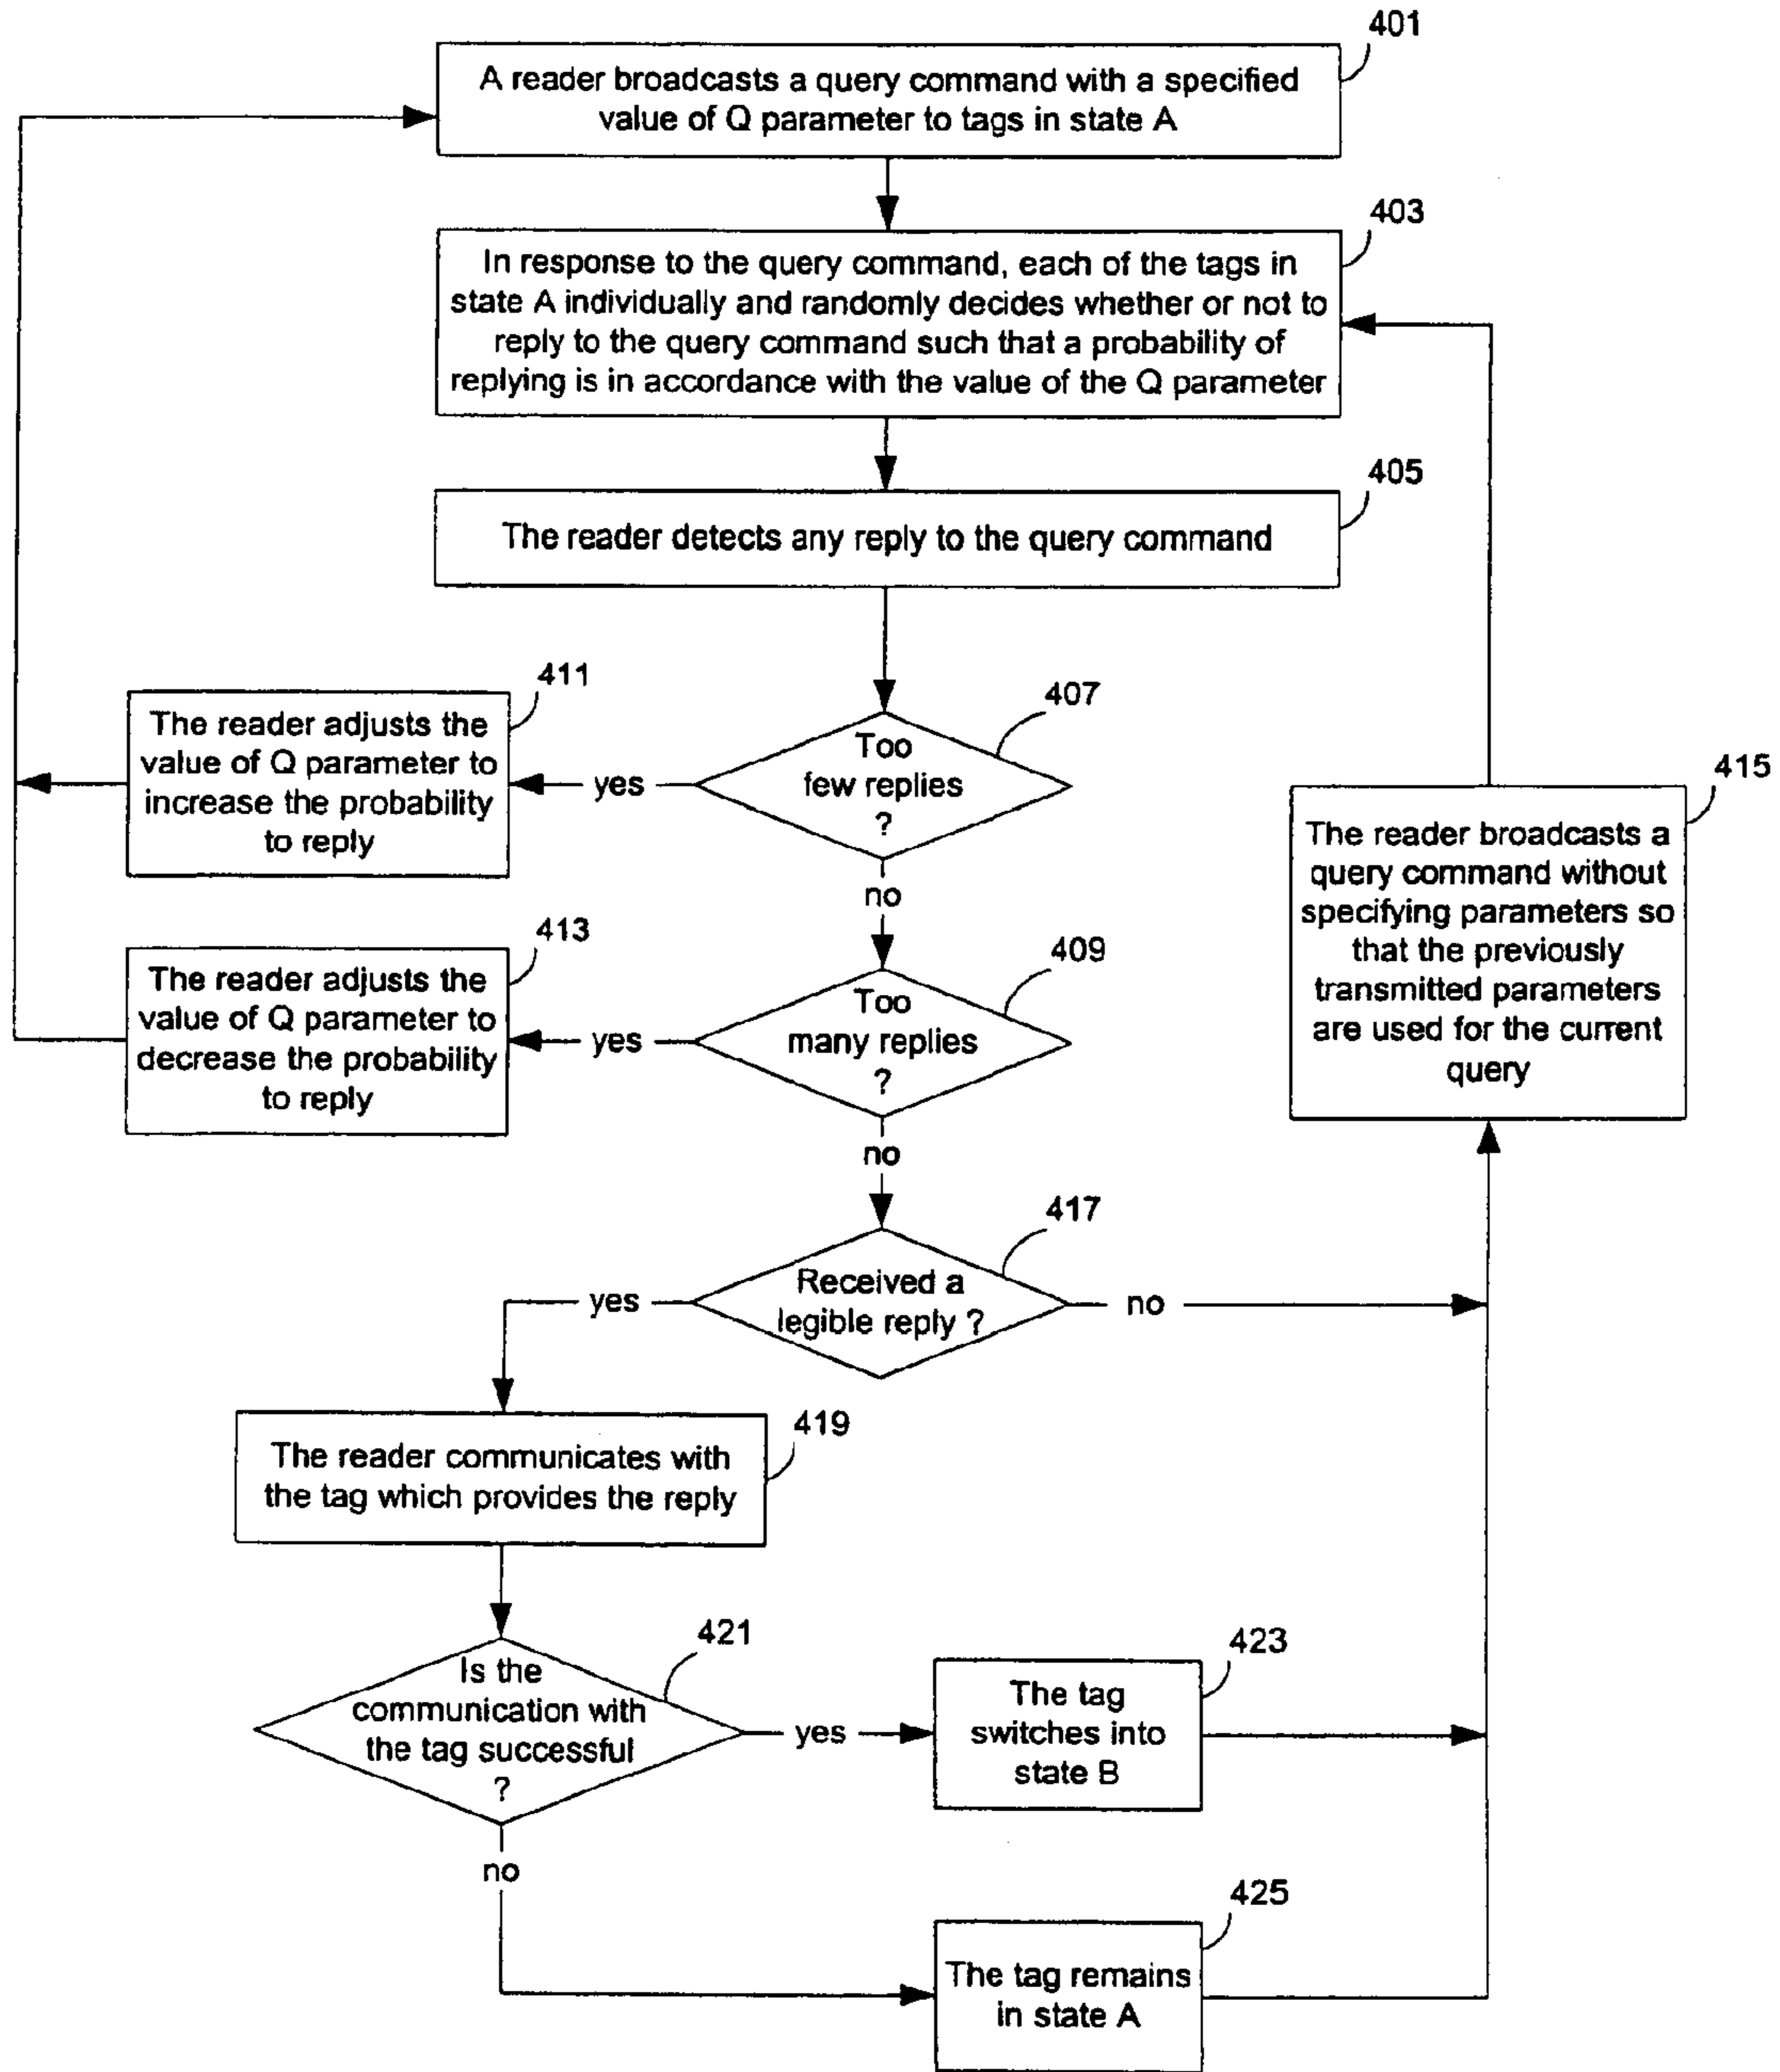 401
A reader broadcasts a query command with a specified
value of Q parameter to tags in state A
403
In response to the query command, each of the tags in
state A individually and randomly decides whether or not to
reply to the query command such that a probability of
replying is in accordance with the value of the Q parameter
405
The reader detects any reply to the query command
411
The reader adjusts the
value of Q parameter to
increase the probability
to reply
407
Too
few replies
?
yes
no
415
The reader broadcasts a
query command without
specifying parameters so
that the previously
transmitted parameters
are used for the current
query
413
The reader adjusts the
value of Q parameter to
decrease the probability
to reply
409
Too
many replies
?
yes
no
417
Received a
legible reply ?
yes
no
419
The reader communicates with
the tag which provides the reply
421
Is the
communication with
the tag successful
?
yes
no
423
The tag
switches into
state B
425
The tag remains
in state A